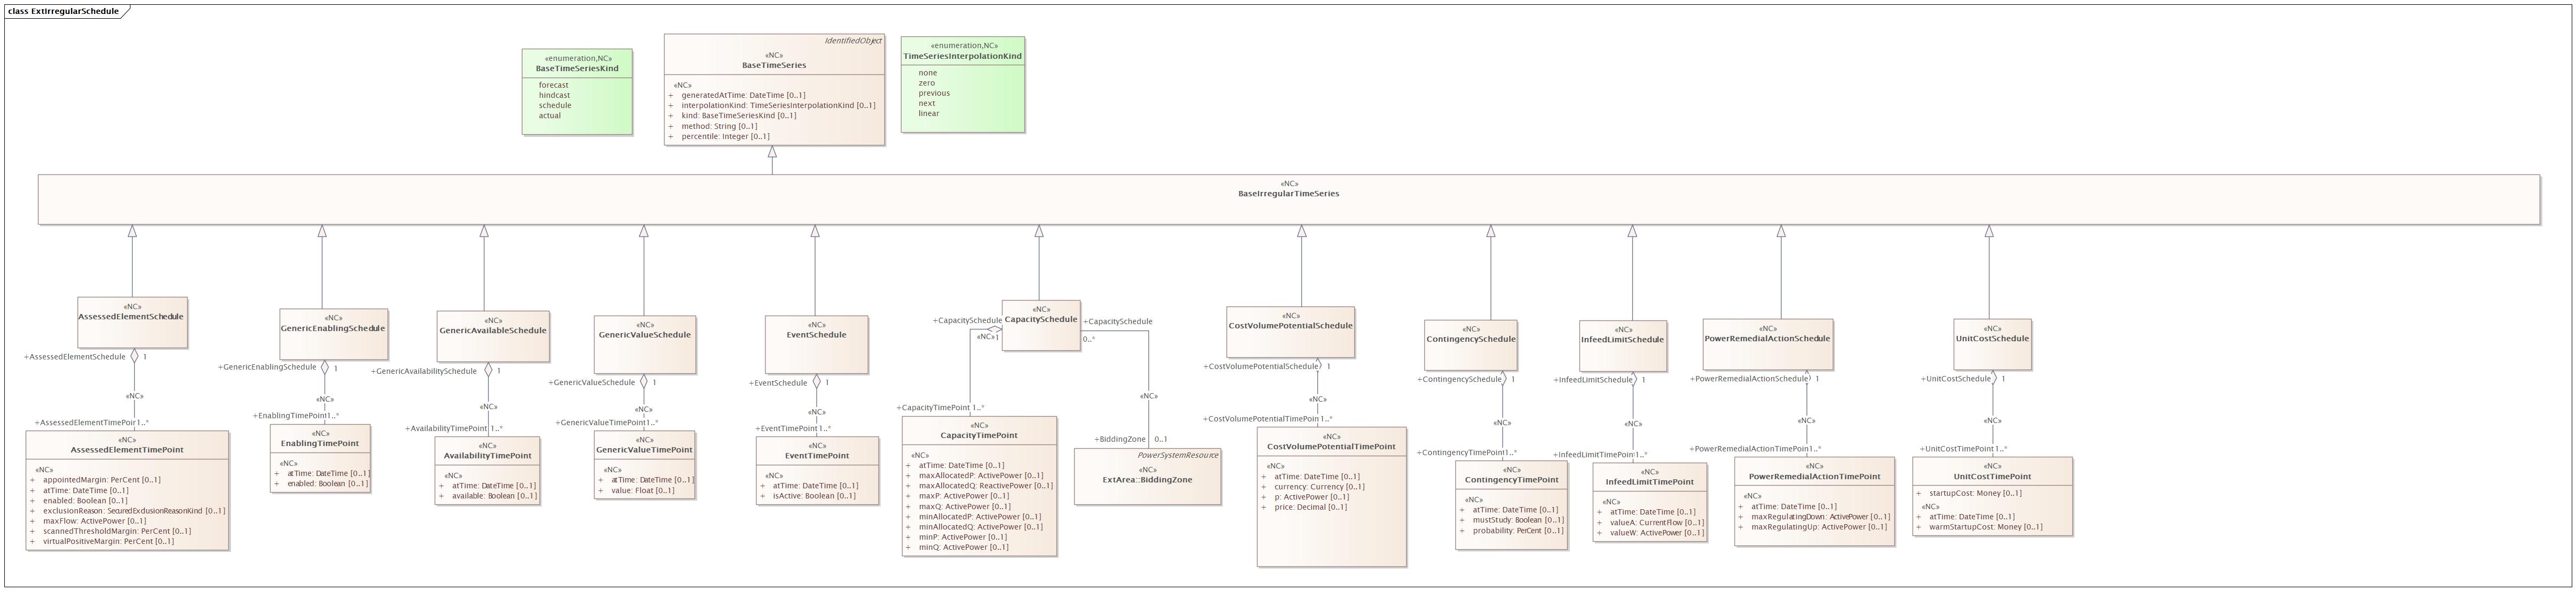 class ExtIrregularSchedule
«enumeration,NC»
BaseTimeSeriesKind
forecast
hindcast
schedule
actual
IdentifiedObject
«NC»
BaseTimeSeries
«NC»
+ generatedAtTime: DateTime [0..1]
+ interpolationKind: TimeSeriesInterpolationKind [0..1]
+ kind: BaseTimeSeriesKind [0..1]
+ method: String [0..1]
+ percentile: Integer [0..1]
«enumeration,NC»
TimeSeriesInterpolationKind
none
zero
previous
next
linear
«NC»
BaseIrregularTimeSeries
«NC»
AssessedElementSchedule
+AssessedElementSchedule 1
«NC»
+AssessedElementTimePoint 1..*
«NC»
AssessedElementTimePoint
«NC»
+ appointedMargin: PerCent [0..1]
+ atTime: DateTime [0..1]
+ enabled: Boolean [0..1]
+ exclusionReason: SecuredExclusionReasonKind [0..1]
+ maxFlow: ActivePower [0..1]
+ scannedThresholdMargin: PerCent [0..1]
+ virtualPositiveMargin: PerCent [0..1]
«NC»
GenericEnablingSchedule
+GenericEnablingSchedule 1
«NC»
+EnablingTimePoint 1..*
«NC»
EnablingTimePoint
«NC»
+ atTime: DateTime [0..1]
+ enabled: Boolean [0..1]
«NC»
GenericAvailableSchedule
+GenericAvailabilitySchedule 1
«NC»
+AvailabilityTimePoint 1..*
«NC»
AvailabilityTimePoint
«NC»
+ atTime: DateTime [0..1]
+ available: Boolean [0..1]
«NC»
GenericValueSchedule
+GenericValueSchedule 1
«NC»
+GenericValueTimePoint 1..*
«NC»
GenericValueTimePoint
«NC»
+ atTime: DateTime [0..1]
+ value: Float [0..1]
«NC»
EventSchedule
+EventSchedule 1
«NC»
+EventTimePoint 1..*
«NC»
EventTimePoint
«NC»
+ atTime: DateTime [0..1]
+ isActive: Boolean [0..1]
«NC»
CapacitySchedule
+CapacitySchedule
«NC» 1
+CapacityTimePoint 1..*
«NC»
CapacityTimePoint
«NC»
+ atTime: DateTime [0..1]
+ maxAllocatedP: ActivePower [0..1]
+ maxAllocatedQ: ReactivePower [0..1]
+ maxP: ActivePower [0..1]
+ maxQ: ActivePower [0..1]
+ minAllocatedP: ActivePower [0..1]
+ minAllocatedQ: ActivePower [0..1]
+ minP: ActivePower [0..1]
+ minQ: ActivePower [0..1]
+CapacitySchedule
0..*
«NC»
+BiddingZone 0..1
PowerSystemResource
«NC»
ExtArea::BiddingZone
«NC»
CostVolumePotentialSchedule
+CostVolumePotentialSchedule 1
«NC»
+CostVolumePotentialTimePoint 1..*
«NC»
CostVolumePotentialTimePoint
«NC»
+ atTime: DateTime [0..1]
+ currency: Currency [0..1]
+ p: ActivePower [0..1]
+ price: Decimal [0..1]
«NC»
ContingencySchedule
+ContingencySchedule 1
«NC»
+ContingencyTimePoint 1..*
«NC»
ContingencyTimePoint
«NC»
+ atTime: DateTime [0..1]
+ mustStudy: Boolean [0..1]
+ probability: PerCent [0..1]
«NC»
InfeedLimitSchedule
+InfeedLimitSchedule 1
«NC»
+InfeedLimitTimePoint 1..*
«NC»
InfeedLimitTimePoint
«NC»
+ atTime: DateTime [0..1]
+ valueA: CurrentFlow [0..1]
+ valueW: ActivePower [0..1]
«NC»
PowerRemedialActionSchedule
+PowerRemedialActionSchedule 1
«NC»
+PowerRemedialActionTimePoint 1..*
«NC»
PowerRemedialActionTimePoint
«NC»
+ atTime: DateTime [0..1]
+ maxRegulatingDown: ActivePower [0..1]
+ maxRegulatingUp: ActivePower [0..1]
«NC»
UnitCostSchedule
+UnitCostSchedule 1
«NC»
+UnitCostTimePoint 1..*
«NC»
UnitCostTimePoint
+ startupCost: Money [0..1]
«NC»
+ atTime: DateTime [0..1]
+ warmStartupCost: Money [0..1]